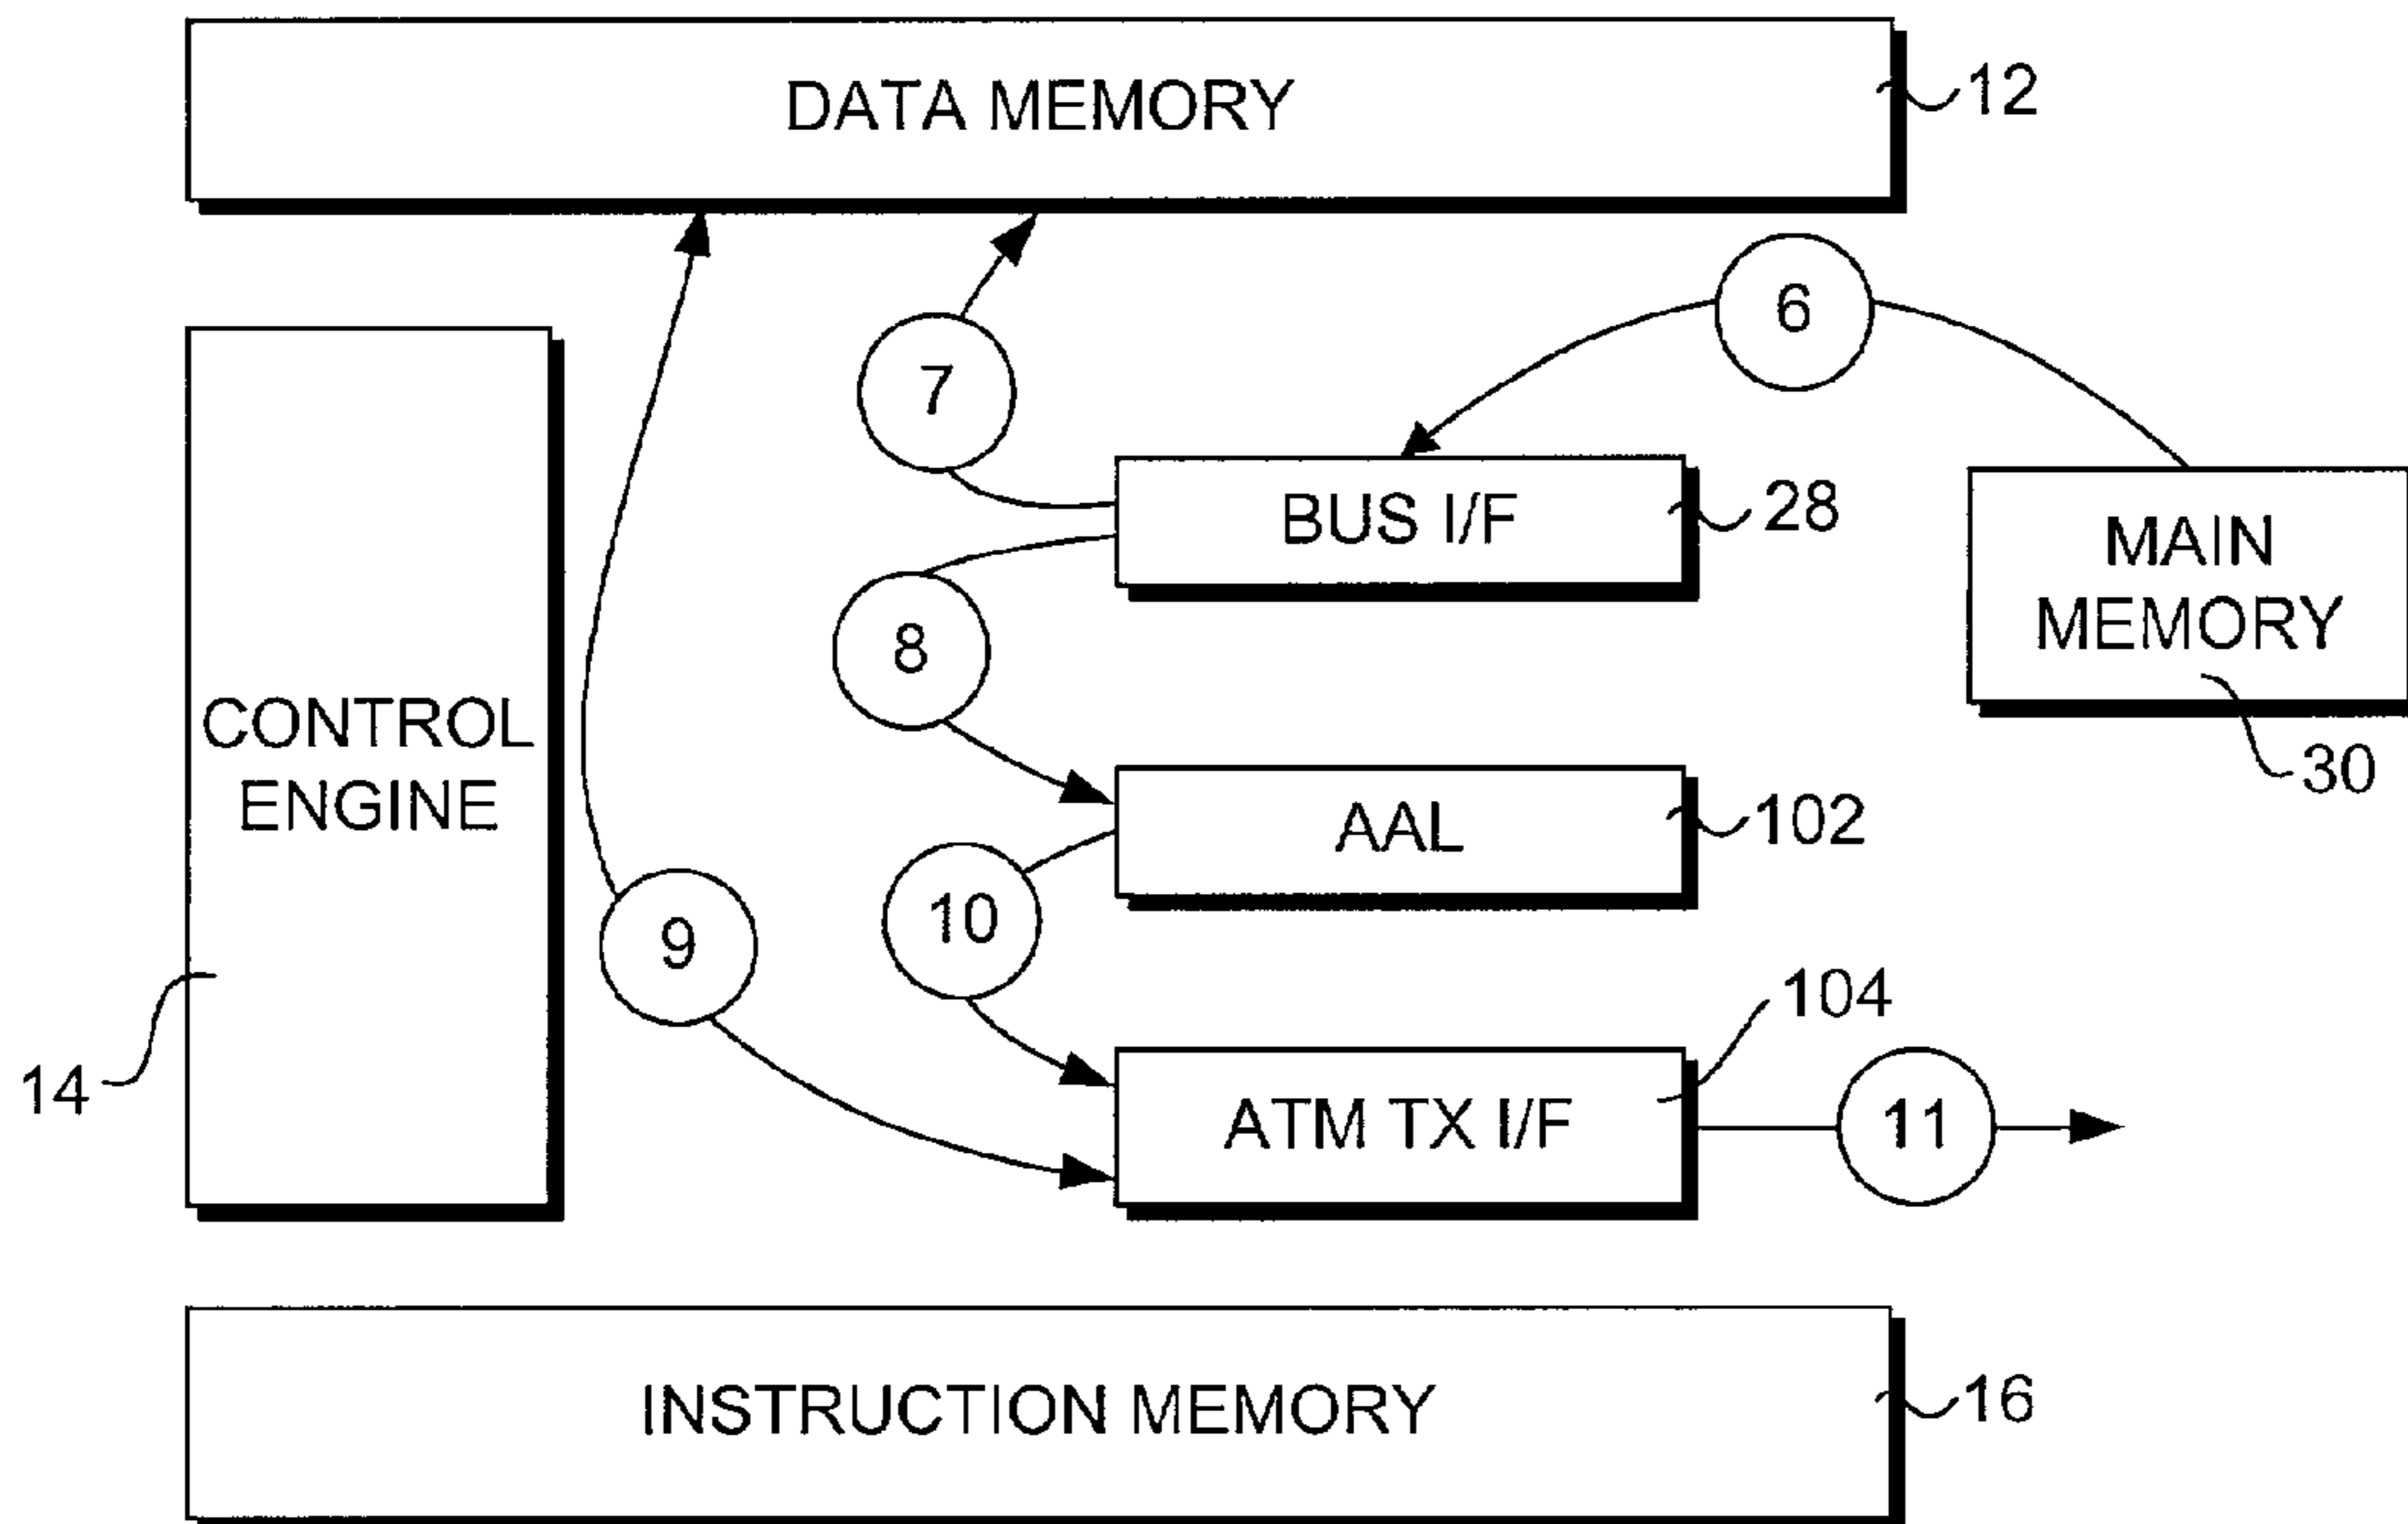 DATA MEMORY
12
6
7
BUS I/F
28
MAIN
MEMORY
30
8
CONTROL
ENGINE
14
AAL
102
10
9
104
ATM TX I/F
11
INSTRUCTION MEMORY
16